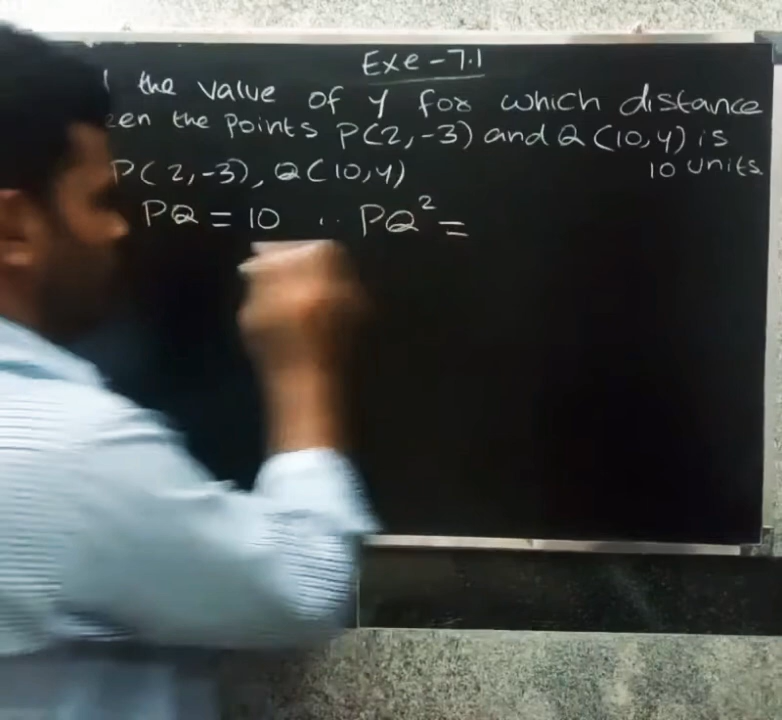 Exe-7.1
the value of y for which distance
the points P(2,-3) and Q(10,y) is
10 units
P(2,-3), Q(10,y)
PQ = 10 ∴ PQ² =